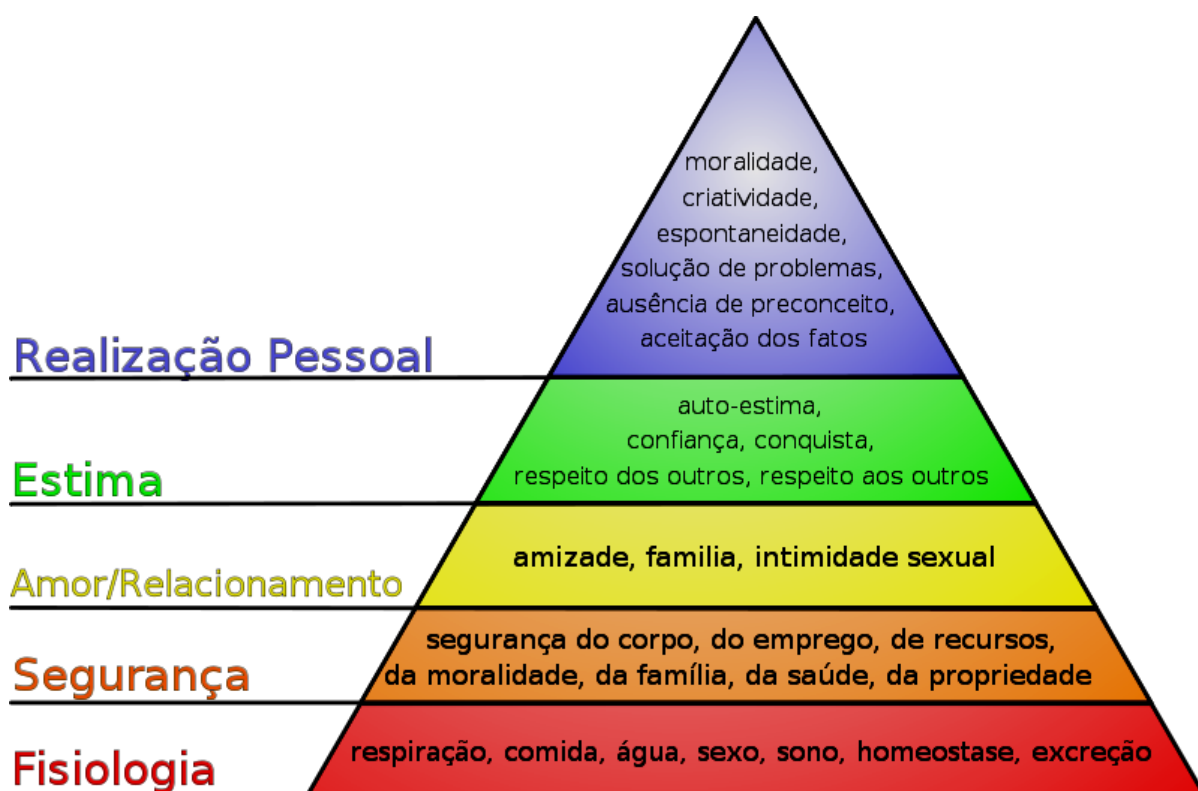 moralidade,
criatividade,
espontaneidade,
solução de problemas,
ausência de preconceito,
aceitação dos fatos
Realização Pessoal
auto-estima,
confiança, conquista,
respeito dos outros, respeito aos outros
Estima
amizade, familia, intimidade sexual
Amor/Relacionamento
segurança do corpo, do emprego, de recursos,
da moralidade, da família, da saúde, da propriedade
Segurança
respiração, comida, água, sexo, sono, homeostase, excreção
Fisiologia